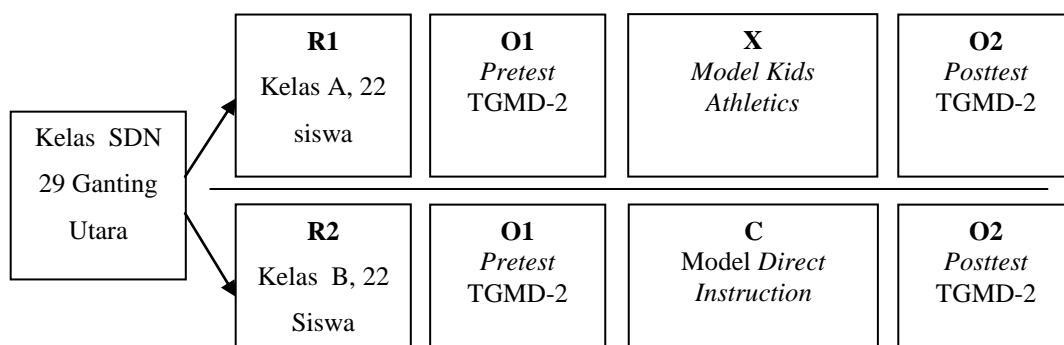 Kelas SDN
29 Ganting
Utara
R1
Kelas A, 22
siswa
O1
Pretest
TGMD-2
X
Model Kids
Athletics
O2
Posttest
TGMD-2
R2
Kelas B, 22
Siswa
O1
Pretest
TGMD-2
C
Model Direct
Instruction
O2
Posttest
TGMD-2